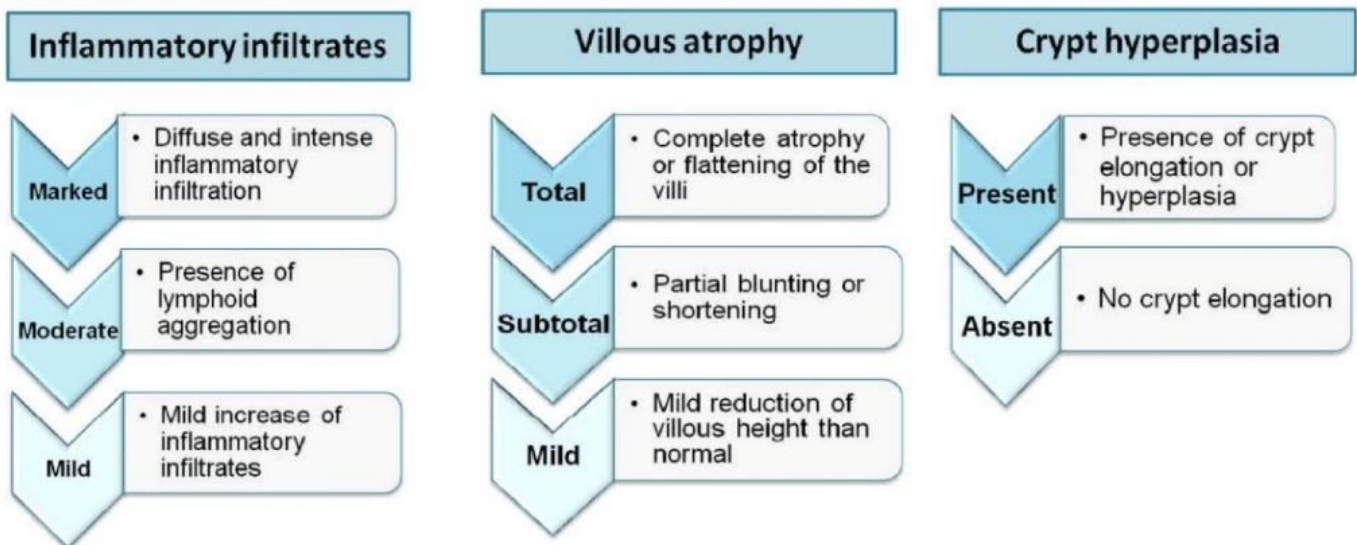 Inflammatory infiltrates
Marked
• Diffuse and intense
inflammatory
infiltration
Moderate
• Presence of
lymphoid
aggregation
Mild
• Mild increase of
inflammatory
infiltrates
Villous atrophy
Total
• Complete atrophy
or flattening of the
villi
Subtotal
• Partial blunting or
shortening
Mild
• Mild reduction of
villous height than
normal
Crypt hyperplasia
Present
• Presence of crypt
elongation or
hyperplasia
Absent
• No crypt elongation